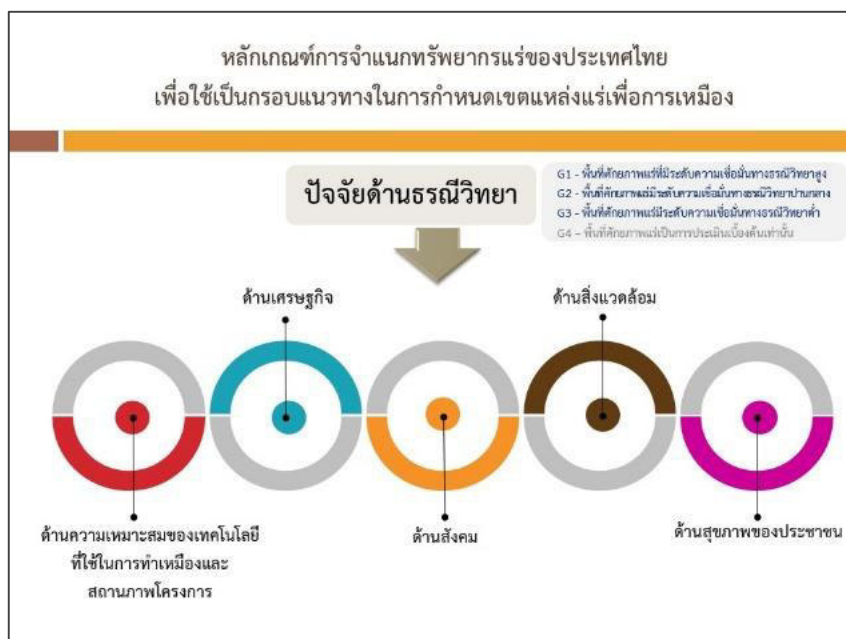 หลักเกณฑ์การจำแนกทรัพยากรแร่ของประเทศไทย
เพื่อใช้เป็นกรอบแนวทางในการกำหนดเขตแหล่งแร่เพื่อการเหมือง
ปัจจัยด้านธรณีวิทยา
G1 - พื้นที่ศักยภาพแร่ที่มีระดับความเชื่อมั่นทางธรณีวิทยาสูง
G2 - พื้นที่ศักยภาพแร่มีระดับความเชื่อมั่นทางธรณีวิทยาปานกลาง
G3 - พื้นที่ศักยภาพแร่มีระดับความเชื่อมั่นทางธรณีวิทยาต่ำ
G4 - พื้นที่ศักยภาพแร่เป็นการประเมินเบื้องต้นเท่านั้น
ด้านเศรษฐกิจ
ด้านสิ่งแวดล้อม
ด้านความเหมาะสมของเทคโนโลยี
ที่ใช้ในการทำเหมืองและ
สถานภาพโครงการ
ด้านสังคม
ด้านสุขภาพของประชาชน